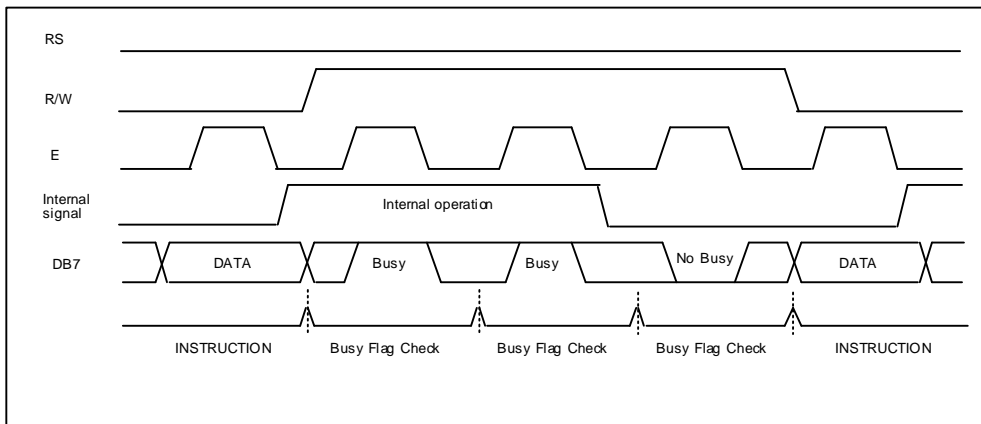 RS
R/W
E
Internal
signal
Internal operation
DB7
DATA
Busy
Busy
No Busy
DATA
INSTRUCTION
Busy Flag Check
Busy Flag Check
Busy Flag Check
INSTRUCTION